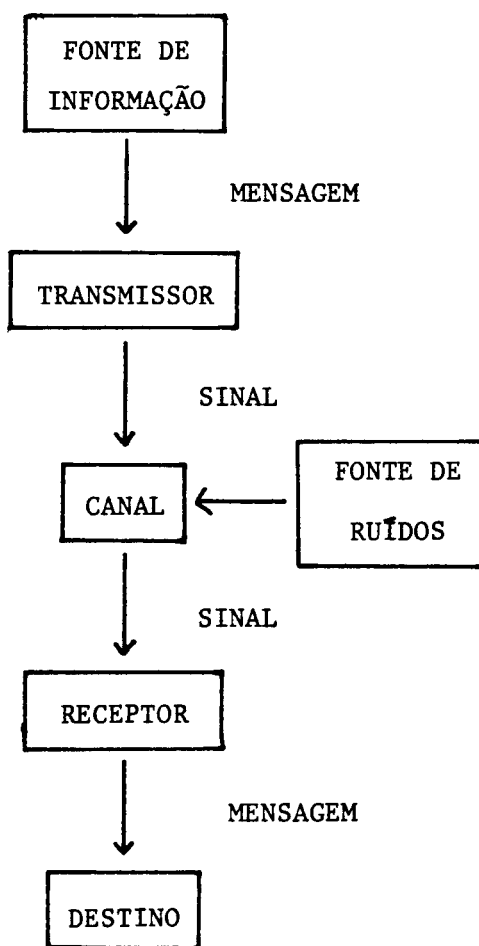 FONTE DE
INFORMAÇÃO
MENSAGEM
TRANSMISSOR
SINAL
CANAL
FONTE DE
RUÍDOS
SINAL
RECEPTOR
MENSAGEM
DESTINO